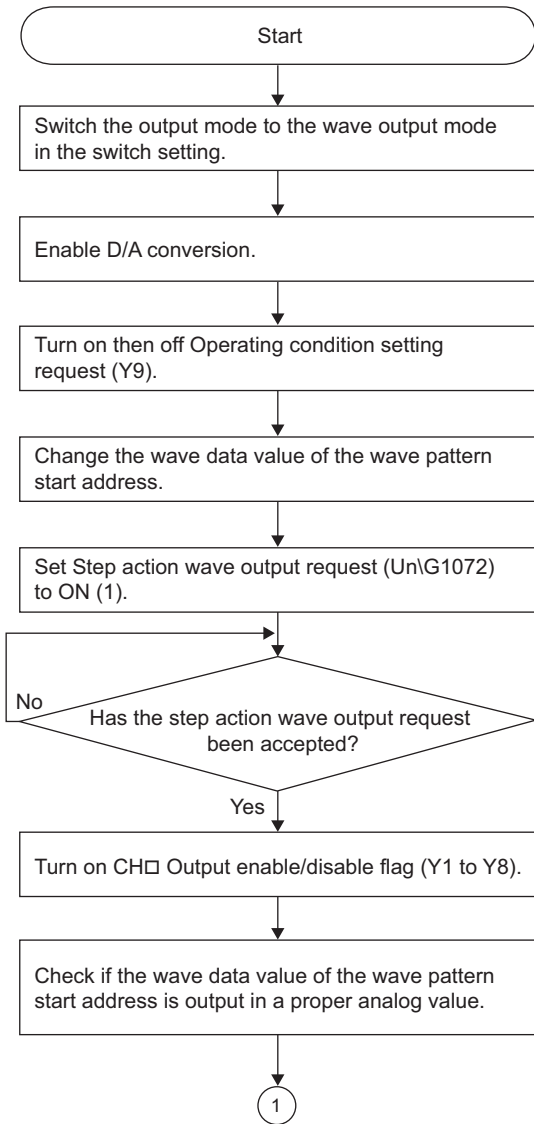 Start
Switch the output mode to the wave output mode
in the switch setting.
Enable D/A conversion.
Turn on then off Operating condition setting
request (Y9).
Change the wave data value of the wave pattern
start address.
Set Step action wave output request (Un\G1072)
to ON (1).
No
Has the step action wave output request
been accepted?
Yes
Turn on CH□ Output enable/disable flag (Y1 to Y8).
Check if the wave data value of the wave pattern
start address is output in a proper analog value.
1